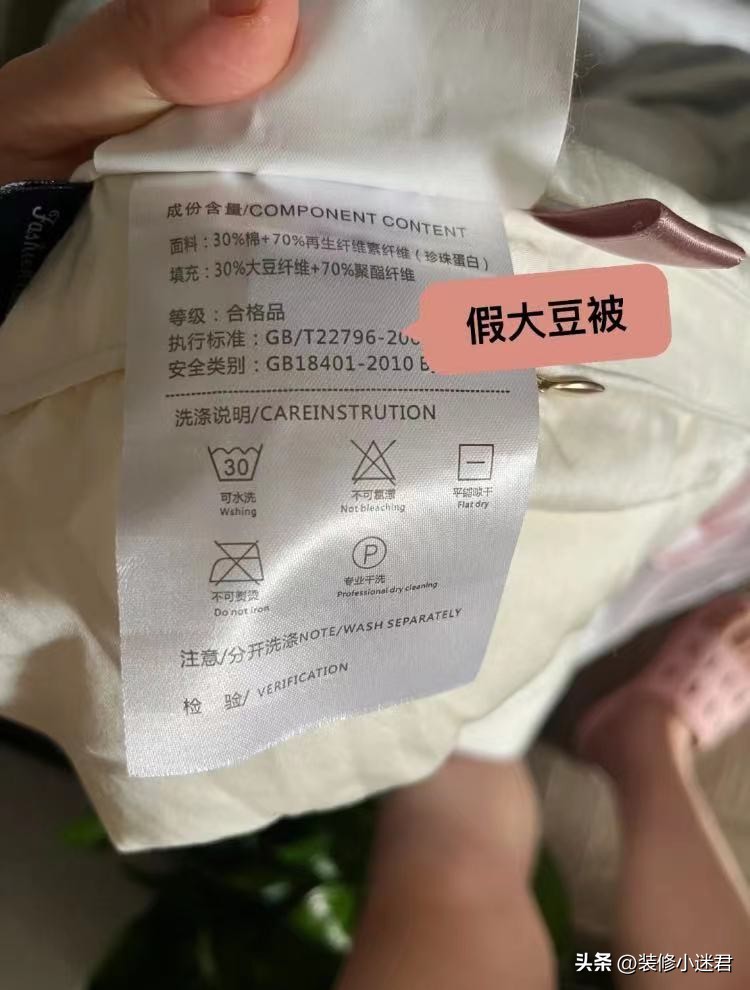 Fashion
成份含量/COMPONENT CONTENT
面料：30%棉+70%再生纤维素纤维（珍珠蛋白）
填充：30%大豆纤维+70%聚酯纤维
等级：合格品
执行标准：GB/T22796-200
安全类别：GB18401-2010 B
假大豆被
洗涤说明/CAREINSTRUTION
30
可水洗
Wshing
不可氯漂
Not bleaching
平摊晾干
Flat dry
不可熨烫
Do not iron
P
专业干洗
Professional dry cleaning
注意/分开洗涤NOTE/WASH SEPARATELY
检 验/ VERIFICATION
头条 @装修小迷君